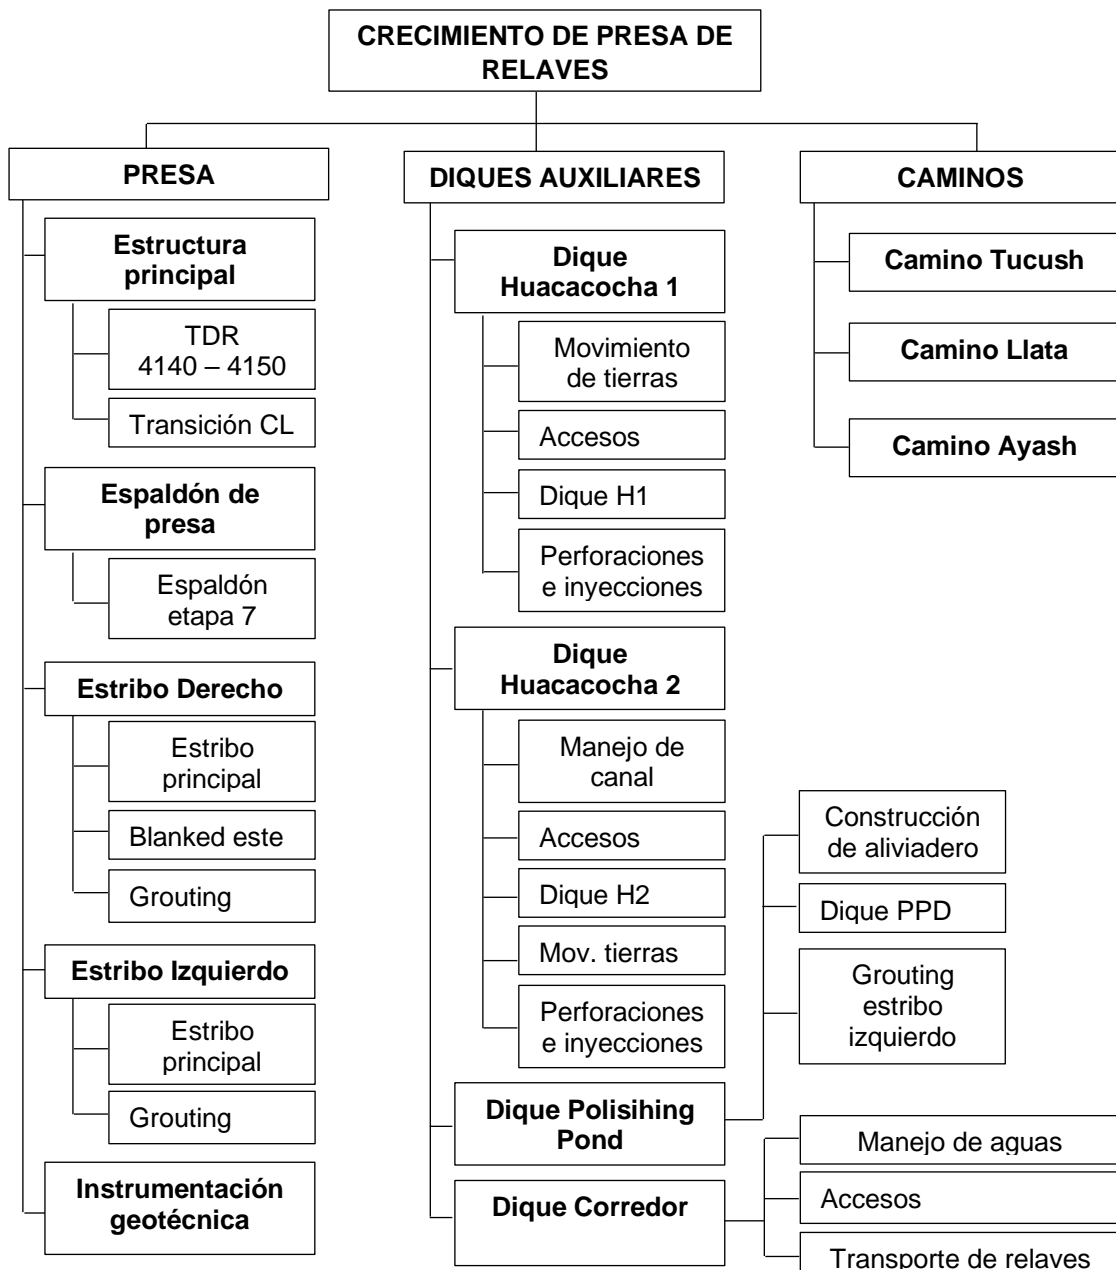 CRECIMIENTO DE PRESA DE
RELAVES
PRESA
Estructura
principal
TDR
4140 – 4150
Transición CL
Espaldón de
presa
Espaldón
etapa 7
Estribo Derecho
Estribo
principal
Blanked este
Grouting
Estribo Izquierdo
Estribo
principal
Grouting
Instrumentación
geotécnica
DIQUES AUXILIARES
Dique
Huacacocha 1
Movimiento
de tierras
Accesos
Dique H1
Perforaciones
e inyecciones
Dique
Huacacocha 2
Manejo de
canal
Accesos
Dique H2
Mov. tierras
Perforaciones
e inyecciones
Dique Polisihing
Pond
Construcción
de aliviadero
Dique PPD
Grouting
estribo
izquierdo
Dique Corredor
Manejo de aguas
Accesos
Transporte de relaves
CAMINOS
Camino Tucush
Camino Llata
Camino Ayash